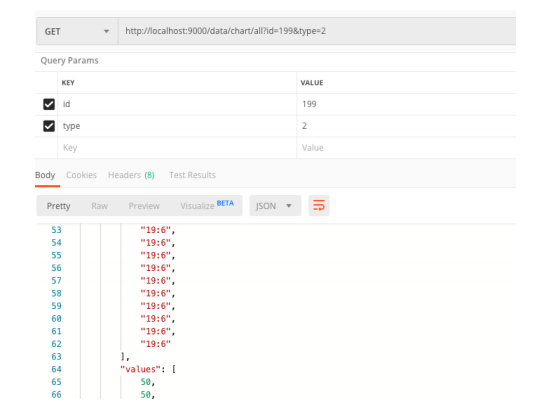 GET http://localhost:9000/data/chart/all?id=199&type=2
Query Params
KEY VALUE
id 199
type 2
Key Value
Body Cookies Headers (8) Test Results
Pretty Raw Preview Visualize BETA JSON
53 "19:6",
54 "19:6",
55 "19:6",
56 "19:6",
57 "19:6",
58 "19:6",
59 "19:6",
60 "19:6",
61 "19:6",
62 "19:6"
63 ],
64 "values": [
65 50,
66 50,